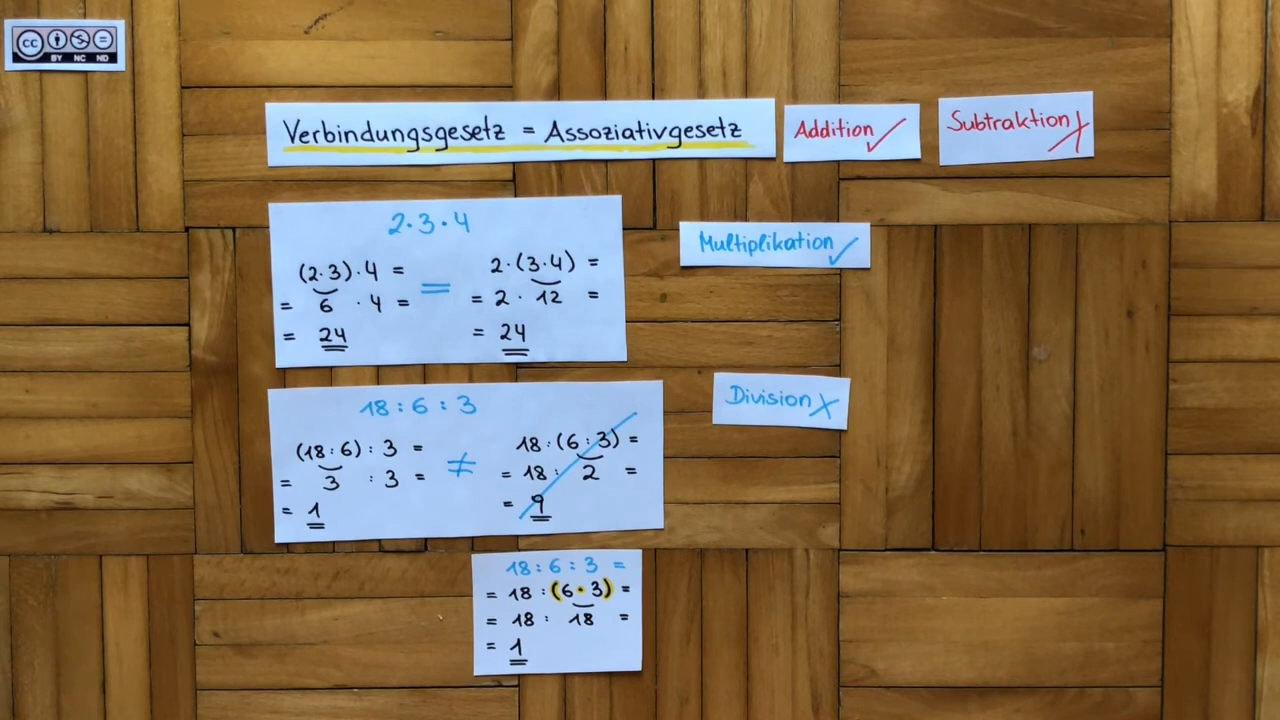 CC BY NC ND
Verbindungsgesetz = Assoziativgesetz
Addition ✓
Subtraktion ✗
2·3·4
(2·3)·4 =
= 6 ·4 =
= 24
=
2·(3·4) =
= 2 · 12 =
= 24
Multiplikation ✓
18:6:3
(18:6):3 =
= 3 :3 =
= 1
≠
18:(6:3) =
= 18: 2 =
= 9
Division ✗
18:6:3 =
= 18:(6·3) =
= 18: 18 =
= 1